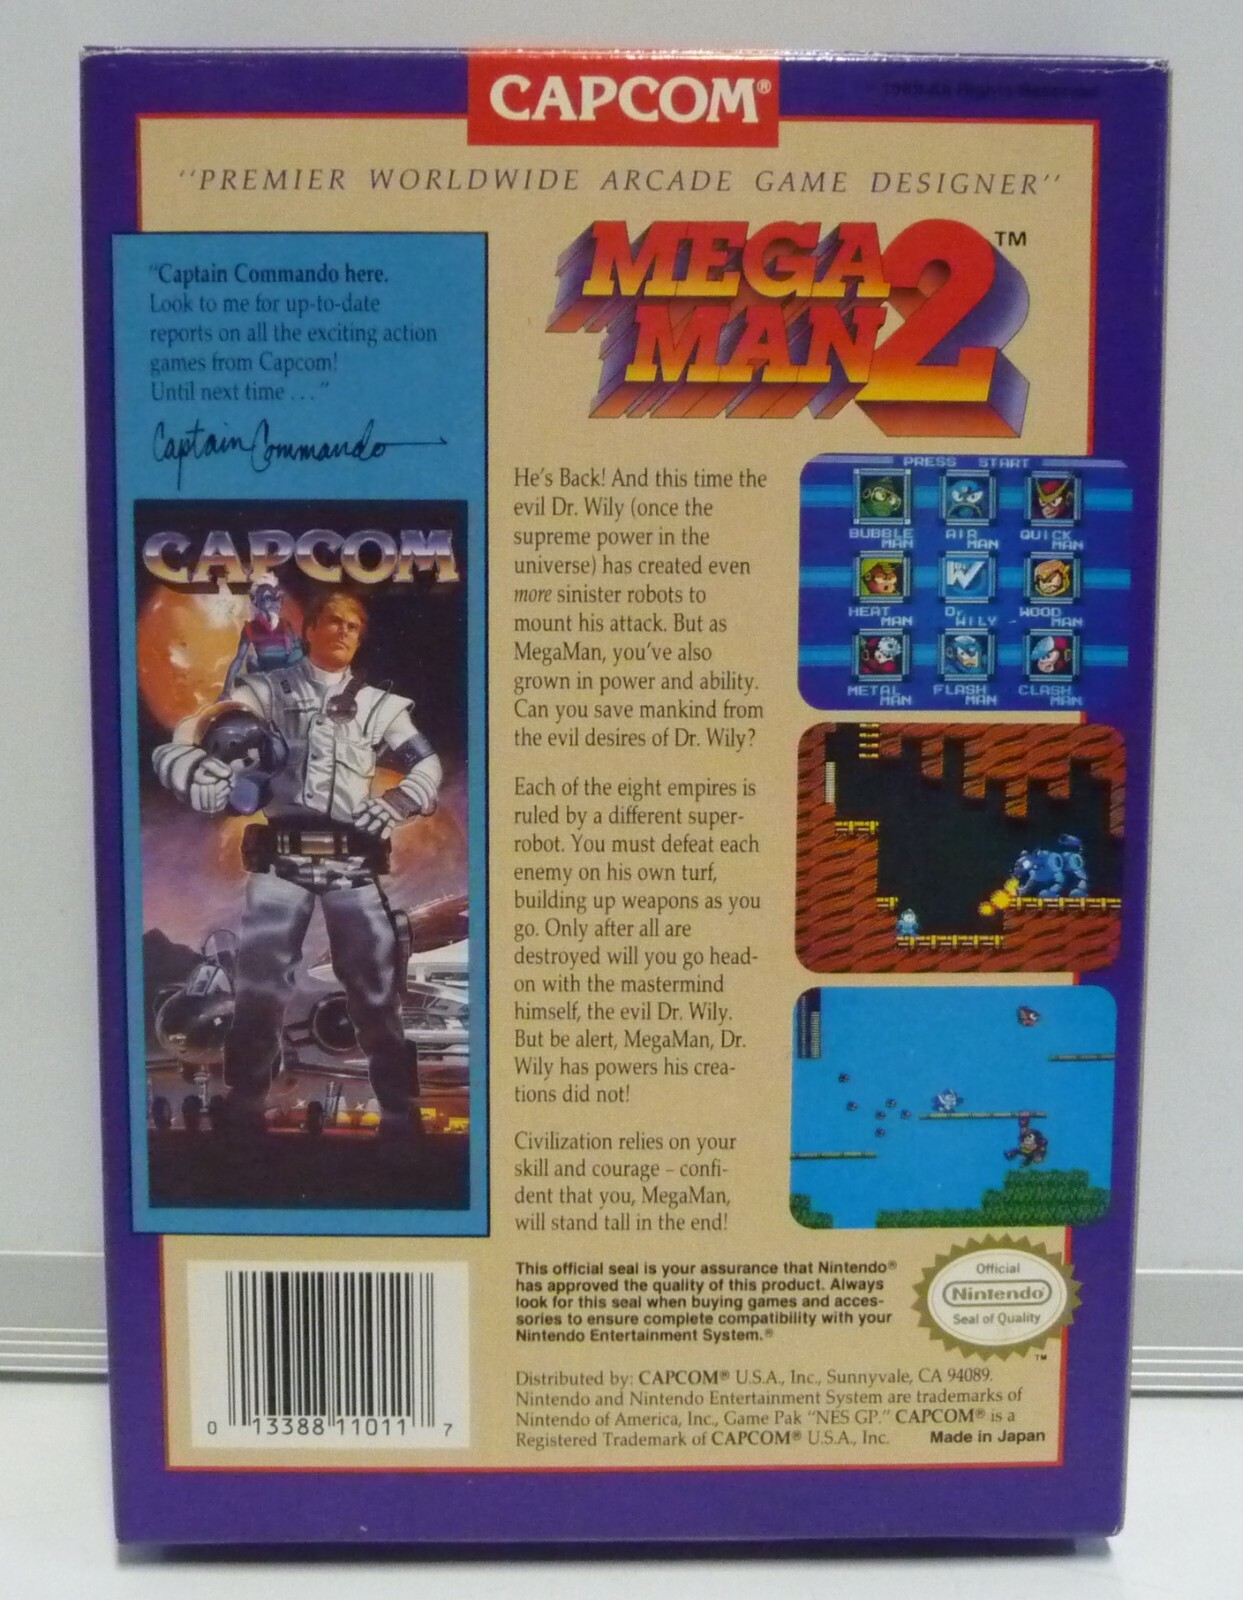 CAPCOM®
© 1989 All Rights Reserved
"PREMIER WORLDWIDE ARCADE GAME DESIGNER"
MEGA
MAN 2 ™
"Captain Commando here.
Look to me for up-to-date
reports on all the exciting action
games from Capcom!
Until next time . . ."
Captain Commando
CAPCOM
He's Back! And this time the
evil Dr. Wily (once the
supreme power in the
universe) has created even
more sinister robots to
mount his attack. But as
MegaMan, you've also
grown in power and ability.
Can you save mankind from
the evil desires of Dr. Wily?
Each of the eight empires is
ruled by a different super-
robot. You must defeat each
enemy on his own turf,
building up weapons as you
go. Only after all are
destroyed will you go head-
on with the mastermind
himself, the evil Dr. Wily.
But be alert, MegaMan, Dr.
Wily has powers his crea-
tions did not!
Civilization relies on your
skill and courage – confi-
dent that you, MegaMan,
will stand tall in the end!
PRESS START
BUBBLE MAN AIR MAN QUICK MAN
HEAT MAN Dr. WILY WOOD MAN
METAL MAN FLASH MAN CLASH MAN
This official seal is your assurance that Nintendo®
has approved the quality of this product. Always
look for this seal when buying games and acces-
sories to ensure complete compatibility with your
Nintendo Entertainment System.®
Official
Nintendo®
Seal of Quality
™
Distributed by: CAPCOM® U.S.A., Inc., Sunnyvale, CA 94089.
Nintendo and Nintendo Entertainment System are trademarks of
Nintendo of America, Inc., Game Pak "NES GP." CAPCOM® is a
Registered Trademark of CAPCOM® U.S.A., Inc. Made in Japan
0 13388 11011 7